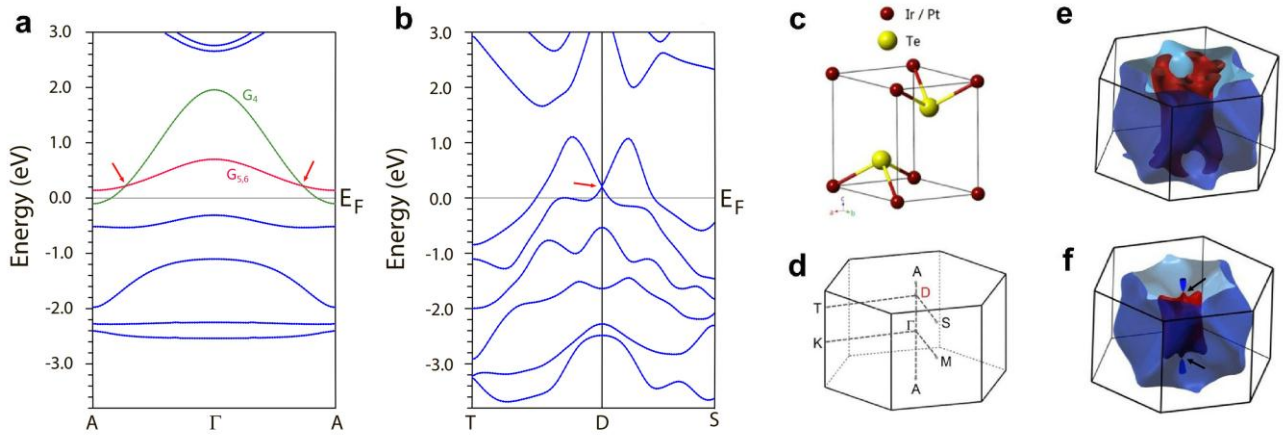 a
3.0
2.0
1.0
0.0
-1.0
-2.0
-3.0
Energy (eV)
G4
G5,6
E_F
A Γ A
b
3.0
2.0
1.0
0.0
-1.0
-2.0
-3.0
Energy (eV)
E_F
T D S
c
Ir / Pt
Te
c
a b
d
A
D
T
S
Γ
K
M
A
e
f